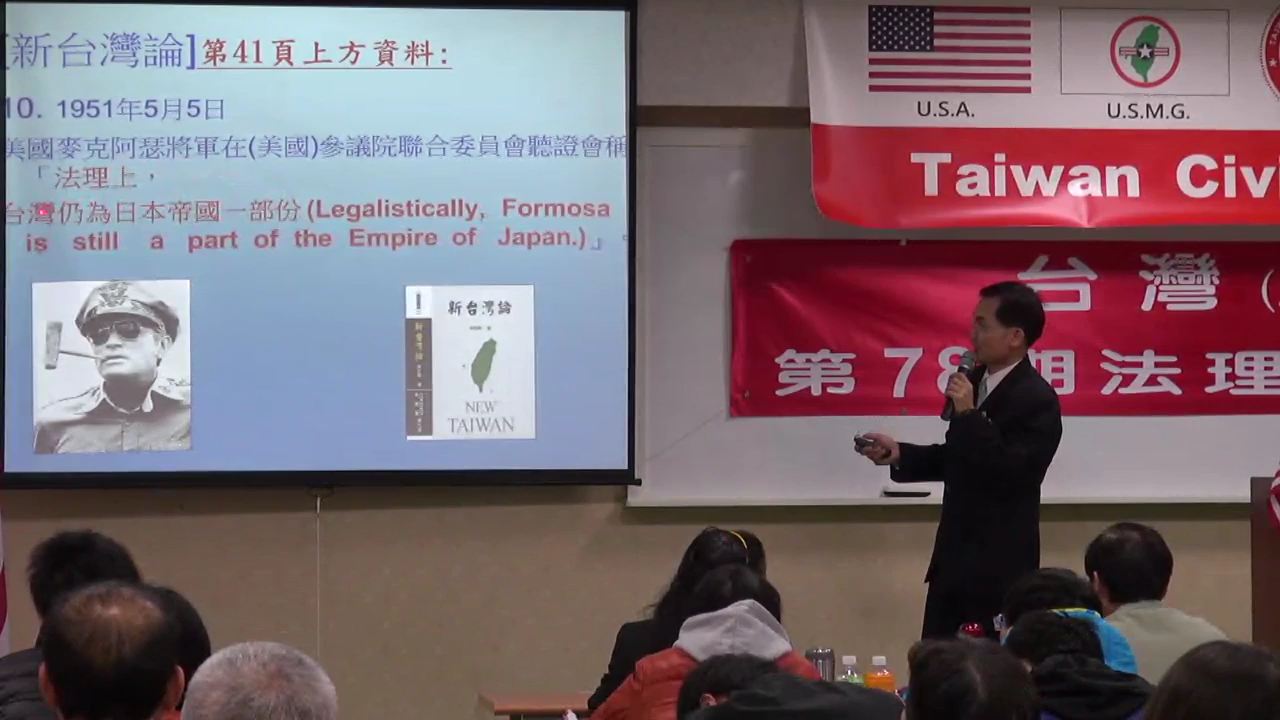 [新台灣論]第41頁上方資料:
10. 1951年5月5日
美國麥克阿瑟將軍在(美國)參議院聯合委員會聽證會稱
「法理上，
台灣仍為日本帝國一部份(Legalistically, Formosa
is still a part of the Empire of Japan.)」。
新台灣論
NEW
TAIWAN
新台灣論
U.S.A.
U.S.M.G.
Taiwan Civi
台灣(
第78期法理